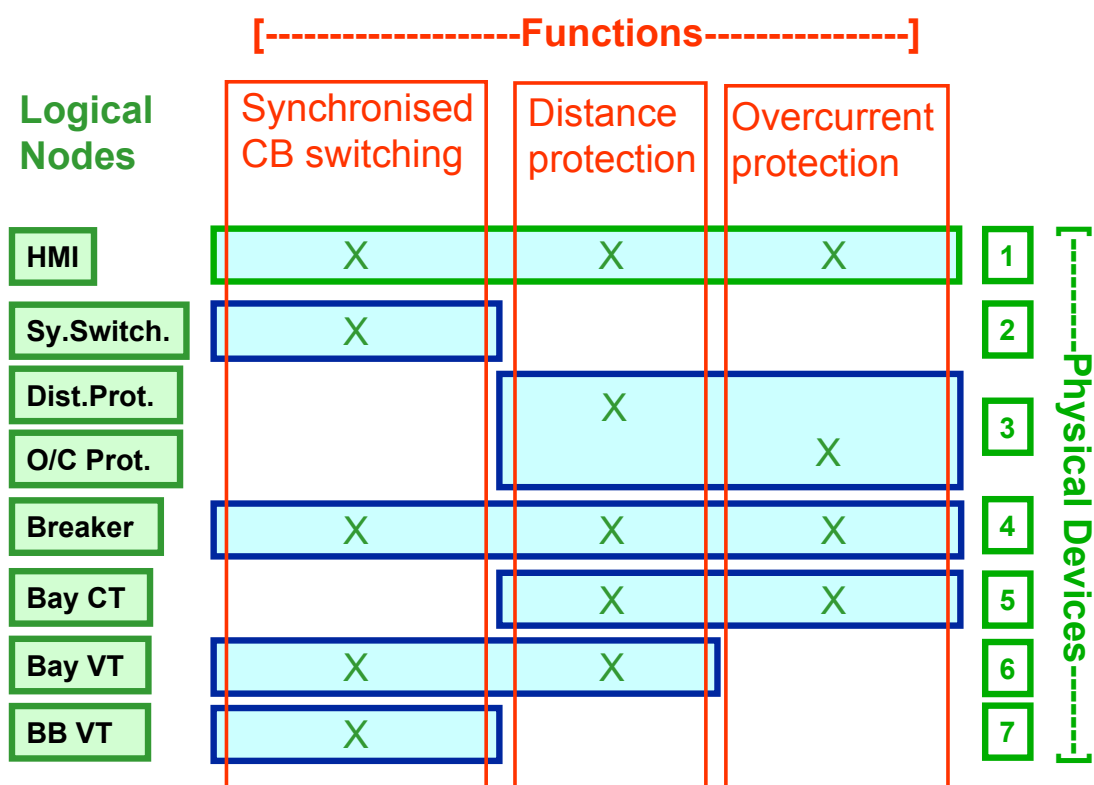 [--------------------Functions----------------]
Logical
Nodes
Synchronised
CB switching
Distance
protection
Overcurrent
protection
HMI X X X 1
Sy.Switch. X 2
Dist.Prot. X
3
O/C Prot. X
Breaker X X X 4
Bay CT X X 5
Bay VT X X 6
BB VT X 7
[---------Physical Devices--------]